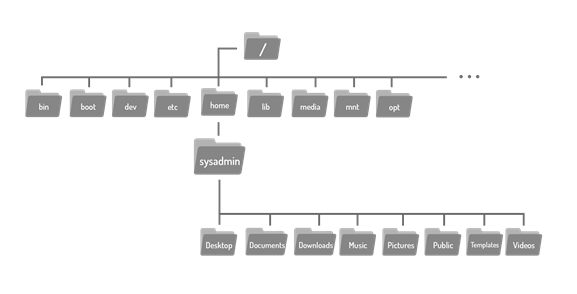 /
bin boot dev etc home lib media mnt opt ...
sysadmin
Desktop Documents Downloads Music Pictures Public Templates Videos